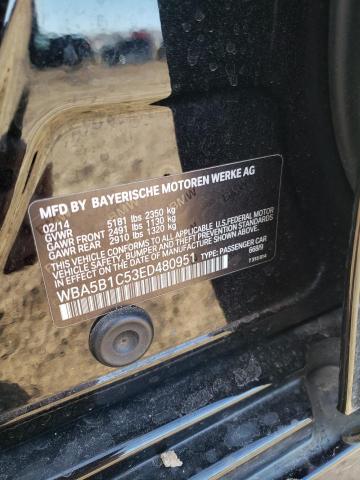 MFD BY BAYERISCHE MOTOREN WERKE AG
02/14
GVWR 5181 lbs 2350 kg
GAWR FRONT 2491 lbs 1130 kg
GAWR REAR 2910 lbs 1320 kg
THIS VEHICLE CONFORMS TO ALL APPLICABLE U.S.FEDERAL MOTOR
VEHICLE SAFETY, BUMPER, AND THEFT PREVENTION STANDARDS
IN EFFECT ON THE DATE OF MANUFACTURE SHOWN ABOVE.
WBA5B1C53ED480951 TYPE: PASSENGER CAR
668/9